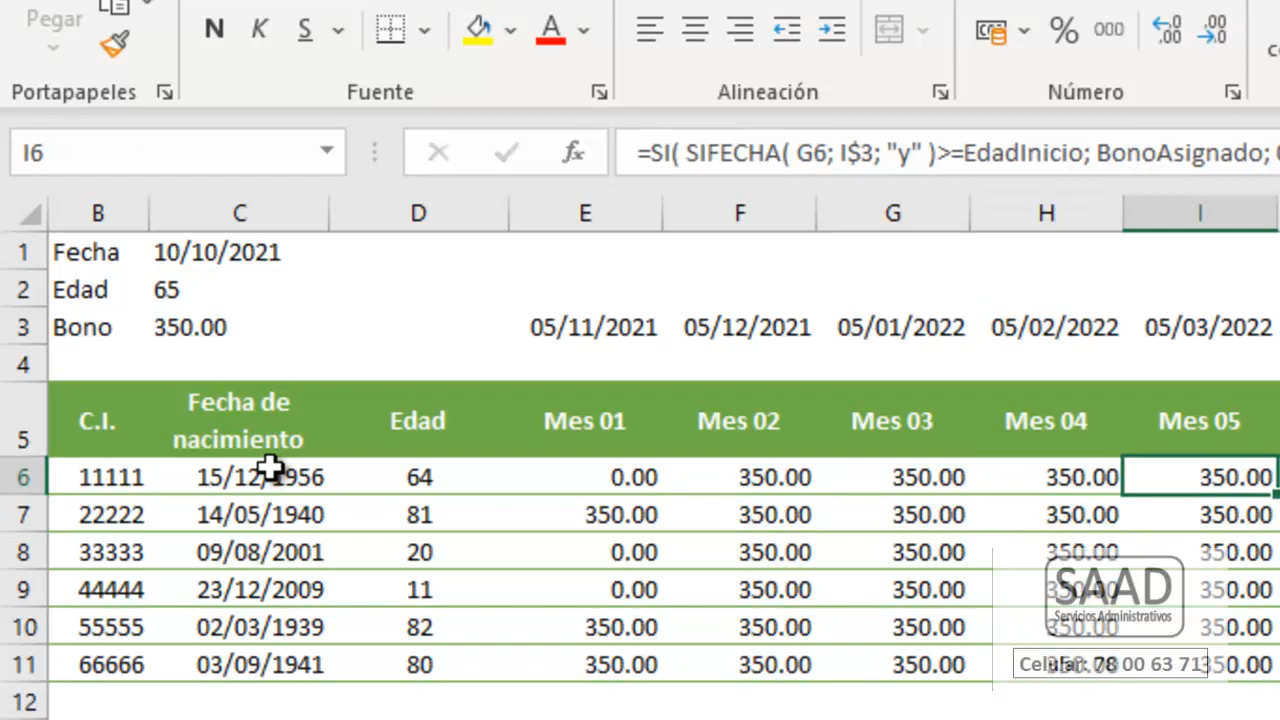 Pegar
N K S A % 000
Portapapeles Fuente Alineación Número
I6 fx =SI( SIFECHA( G6; I$3; "y" )>=EdadInicio; BonoAsignado;
B C D E F G H I
1 Fecha 10/10/2021
2 Edad 65
3 Bono 350.00 05/11/2021 05/12/2021 05/01/2022 05/02/2022 05/03/2022
4
5 C.I. Fecha de nacimiento Edad Mes 01 Mes 02 Mes 03 Mes 04 Mes 05
6 11111 15/12/1956 64 0.00 350.00 350.00 350.00 350.00
7 22222 14/05/1940 81 350.00 350.00 350.00 350.00 350.00
8 33333 09/08/2001 20 0.00 350.00 350.00 350.00 350.00
9 44444 23/12/2009 11 0.00 350.00 350.00 350.00 350.00
10 55555 02/03/1939 82 350.00 350.00 350.00 350.00 350.00
11 66666 03/09/1941 80 350.00 350.00 350.00 350.00
12
SAAD
Servicios Administrativos
Celular: 78 00 63 71